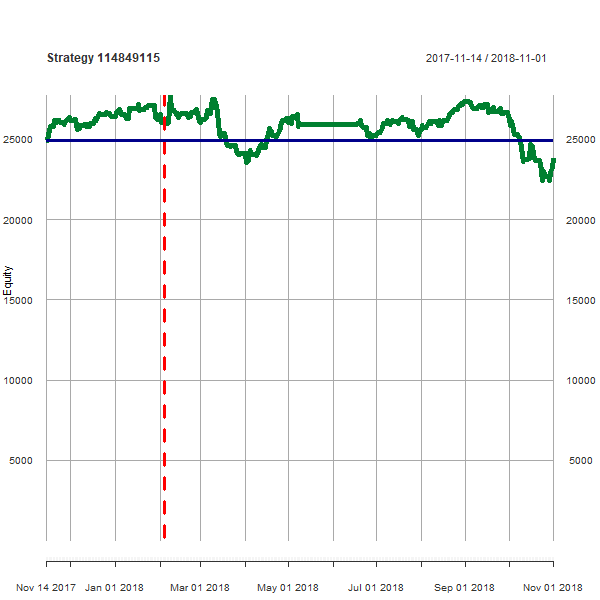 Strategy 114849115
2017-11-14 / 2018-11-01
25000
25000
20000
20000
Equity
15000
15000
10000
10000
5000
5000
Nov 14 2017
Jan 01 2018
Mar 01 2018
May 01 2018
Jul 01 2018
Sep 01 2018
Nov 01 2018